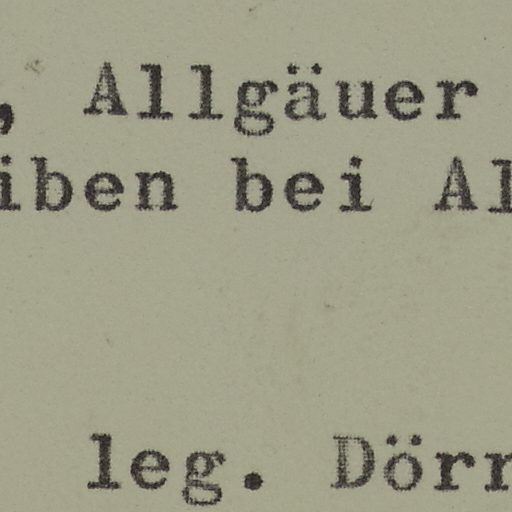 , Allgäuer
iben bei Al
leg. Dörr